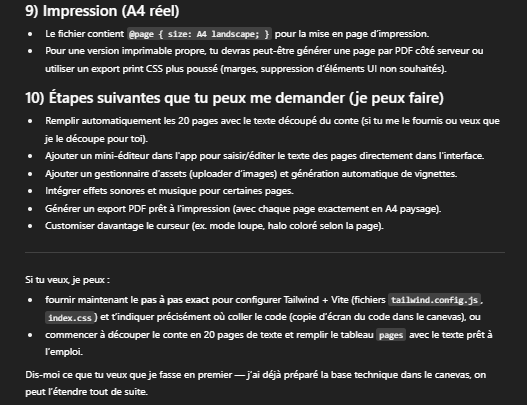 9) Impression (A4 réel)
• Le fichier contient @page { size: A4 landscape; } pour la mise en page d’impression.
• Pour une version imprimable propre, tu devras peut-être générer une page par PDF côté serveur ou
utiliser un export print CSS plus poussé (marges, suppression d’éléments UI non souhaités).
10) Étapes suivantes que tu peux me demander (je peux faire)
• Remplir automatiquement les 20 pages avec le texte découpé du conte (si tu me le fournis ou veux que
je le découpe pour toi).
• Ajouter un mini-éditeur dans l’app pour saisir/éditer le texte des pages directement dans l’interface.
• Ajouter un gestionnaire d’assets (uploader d’images) et génération automatique de vignettes.
• Intégrer effets sonores et musique pour certaines pages.
• Générer un export PDF prêt à l’impression (avec chaque page exactement en A4 paysage).
• Customiser davantage le curseur (ex. mode loupe, halo coloré selon la page).
Si tu veux, je peux :
• fournir maintenant le pas à pas exact pour configurer Tailwind + Vite (fichiers tailwind.config.js ,
index.css ) et t’indiquer précisément où coller le code (copie d’écran du code dans le canevas), ou
• commencer à découper le conte en 20 pages de texte et remplir le tableau pages avec le texte prêt à
l’emploi.
Dis-moi ce que tu veux que je fasse en premier — j’ai déjà préparé la base technique dans le canevas, on
peut l’étendre tout de suite.